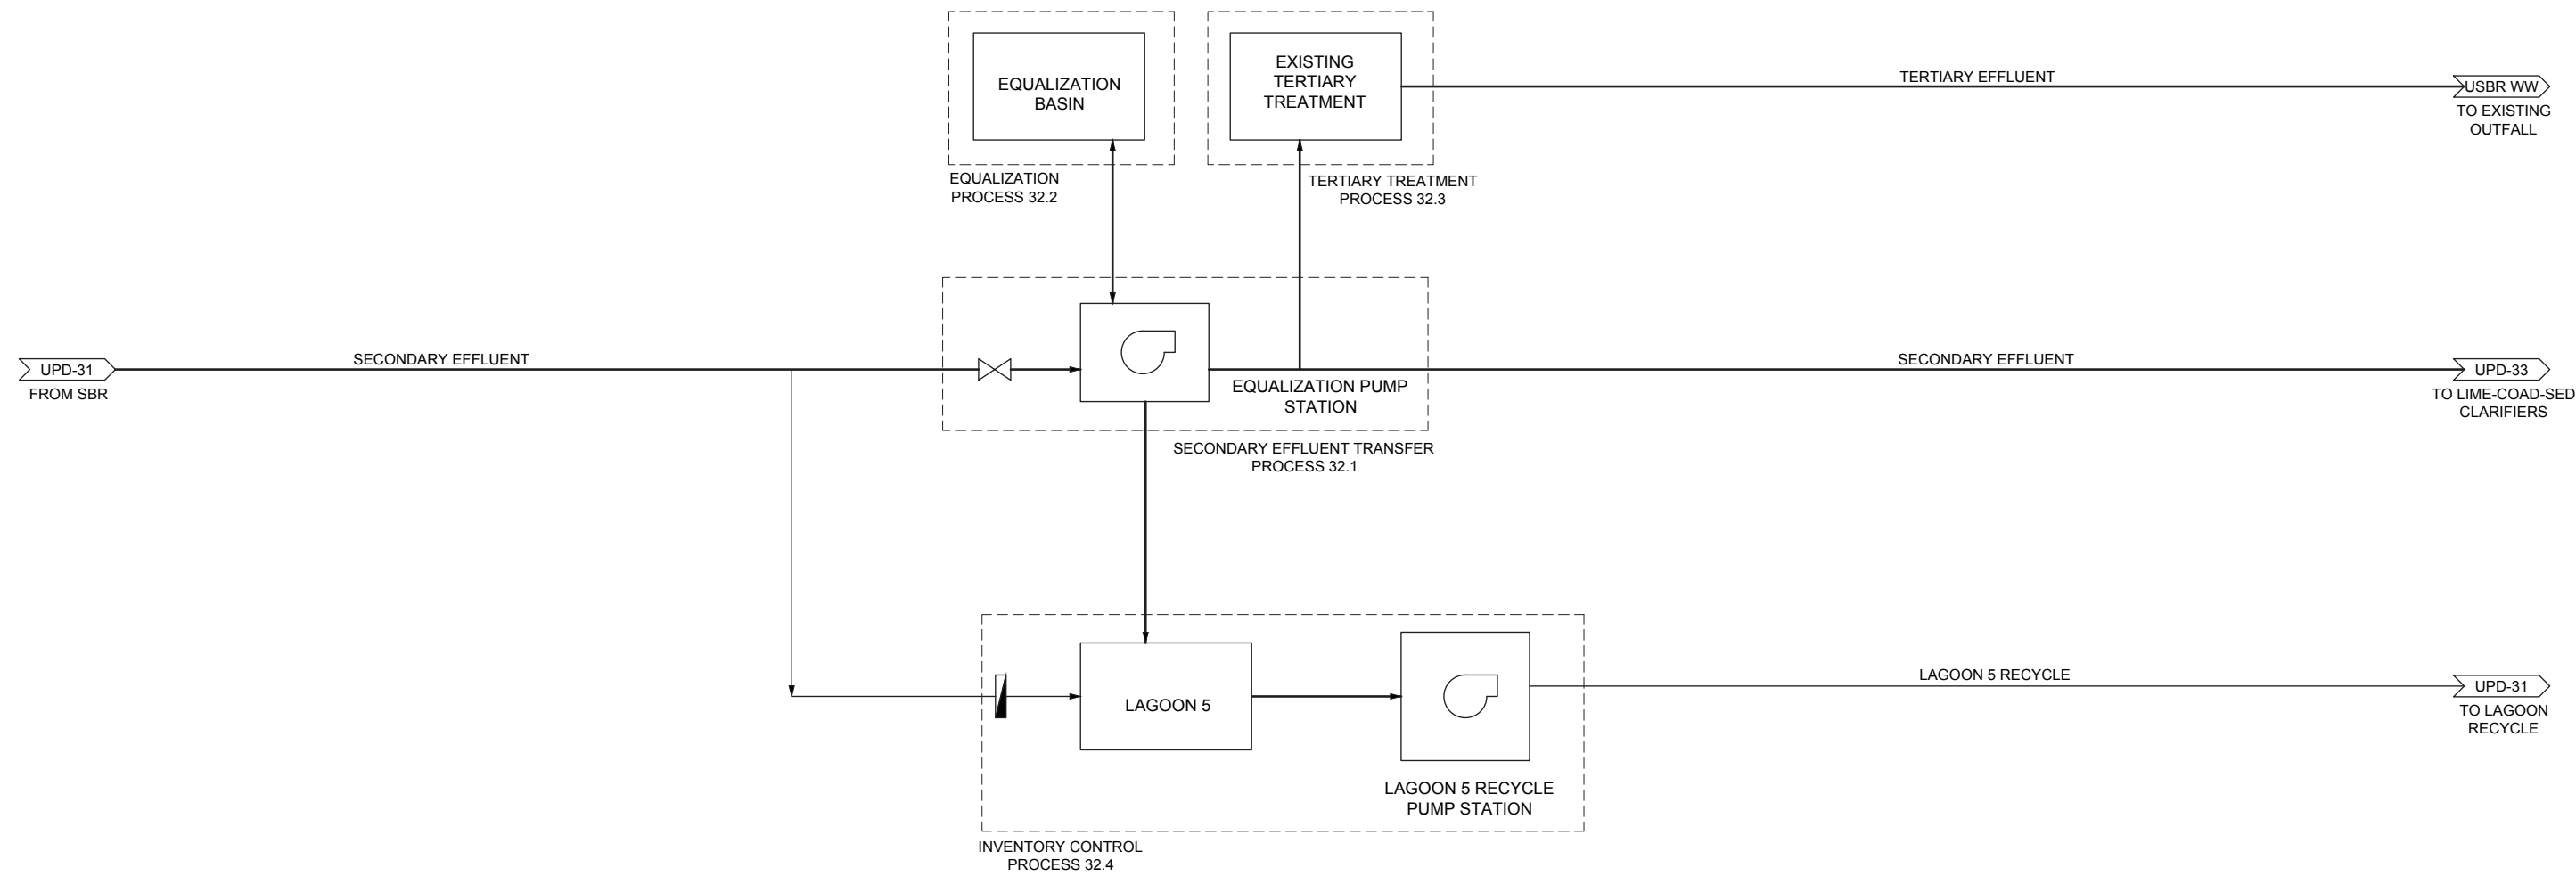 EQUALIZATION
BASIN
EXISTING
TERTIARY
TREATMENT
TERTIARY EFFLUENT
USBR WW
TO EXISTING
OUTFALL
EQUALIZATION
PROCESS 32.2
TERTIARY TREATMENT
PROCESS 32.3
UPD-31
FROM SBR
SECONDARY EFFLUENT
EQUALIZATION PUMP
STATION
SECONDARY EFFLUENT
UPD-33
TO LIME-COAD-SED
CLARIFIERS
SECONDARY EFFLUENT TRANSFER
PROCESS 32.1
LAGOON 5
LAGOON 5 RECYCLE
PUMP STATION
LAGOON 5 RECYCLE
UPD-31
TO LAGOON
RECYCLE
INVENTORY CONTROL
PROCESS 32.4